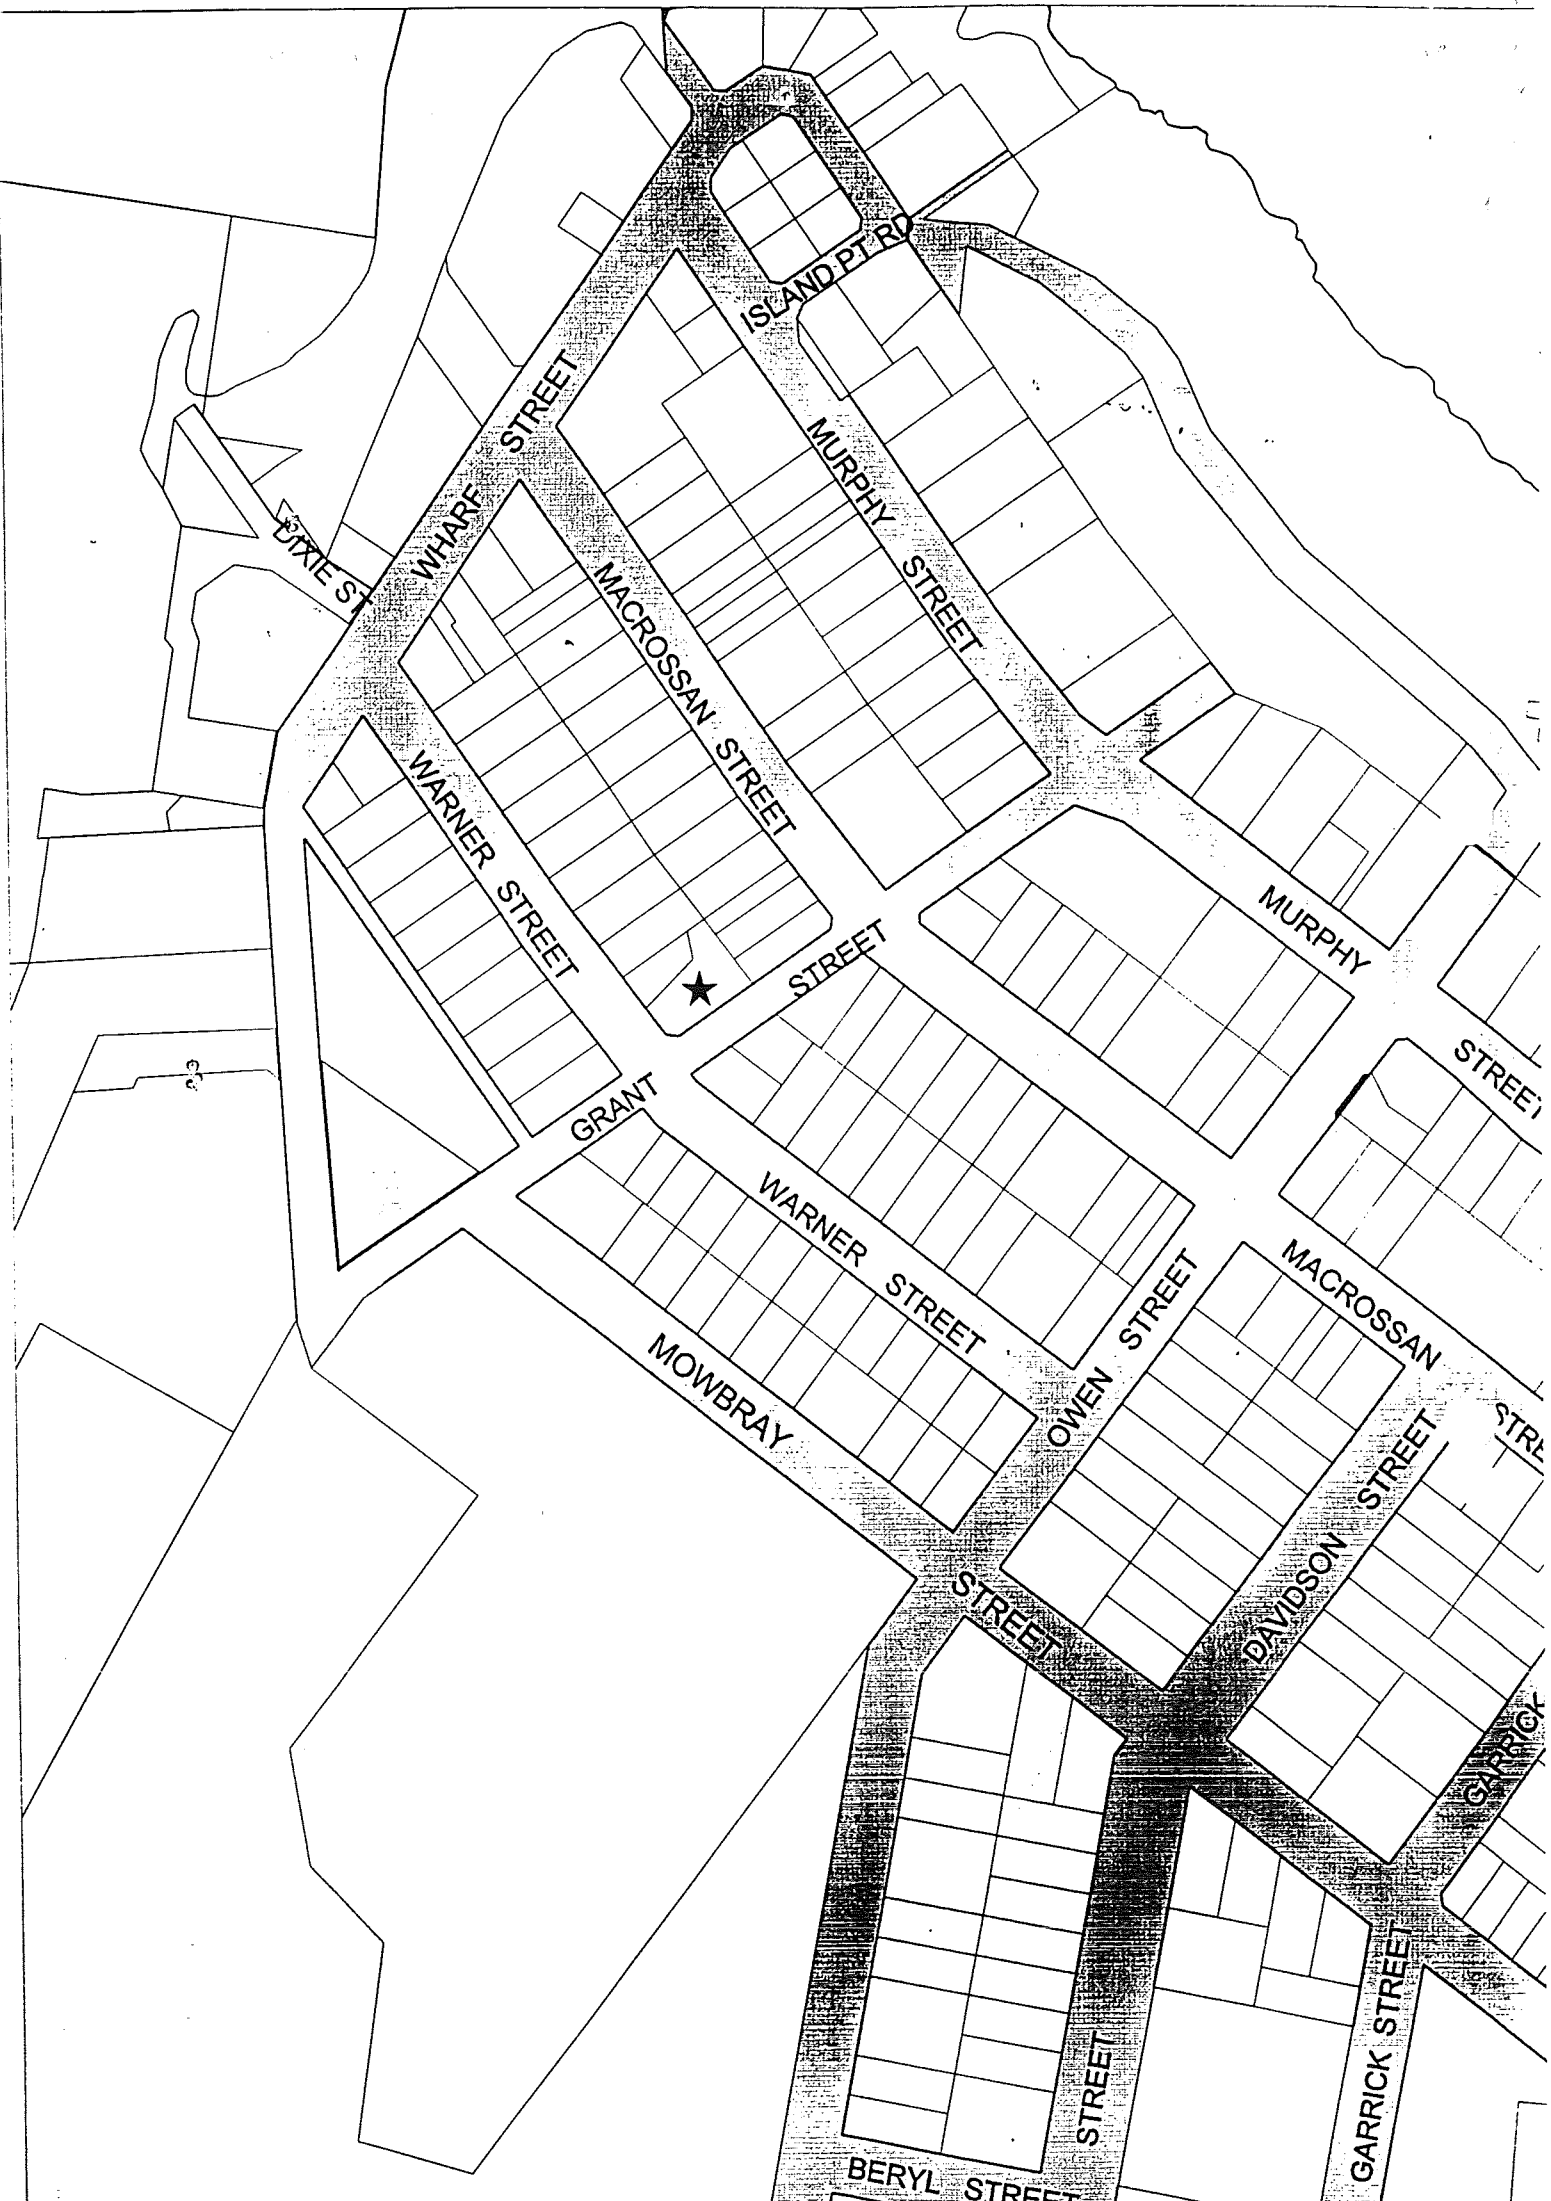 ISLAND PT RD
WHARF STREET
MURPHY STREET
DIXIE ST
MACROSSAN STREET
WARNER STREET
MURPHY
STREET
GRANT STREET
WARNER STREET
OWEN STREET
MACROSSAN
MOWBRAY
STREET
DAVIDSON STREET
GARRICK
GARRICK STREET
STREET
BERYL STREET